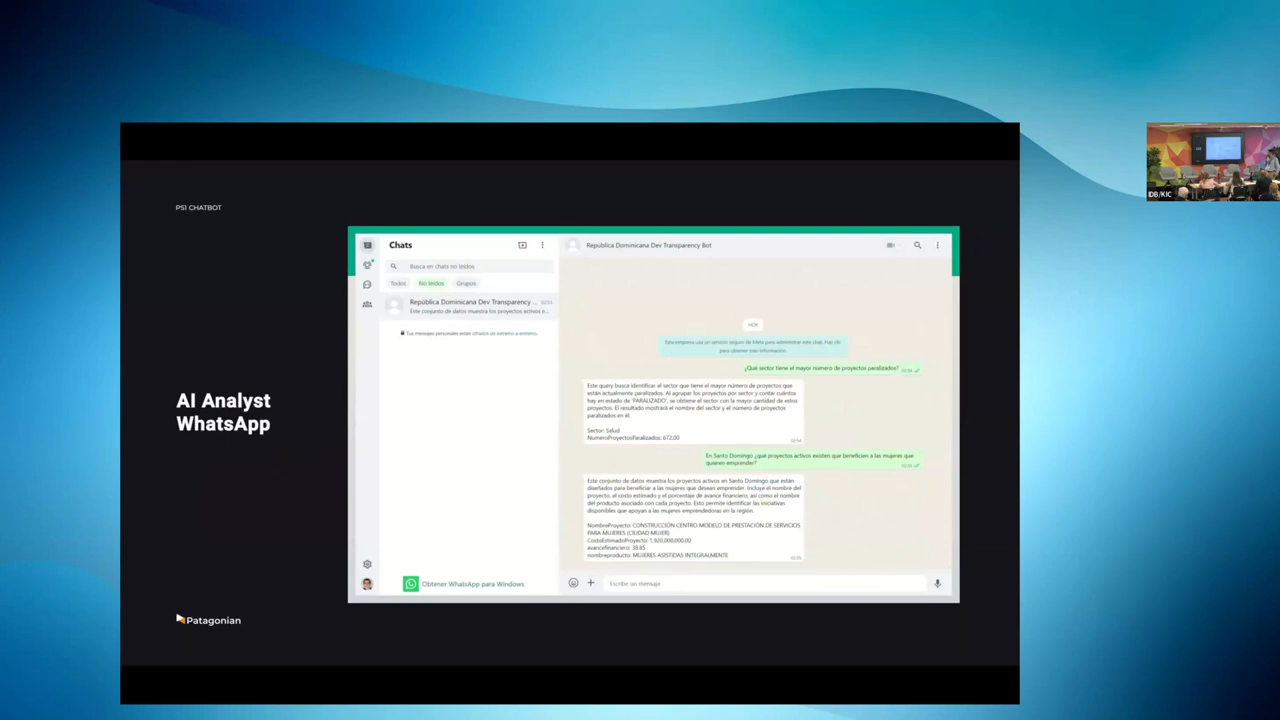 PS1 CHATBOT
AI Analyst
WhatsApp
Patagonian
Chats
Busca en chats no leídos
Todos
No leídos
Grupos
República Dominicana Dev Transparency ...
02:53
Este conjunto de datos muestra los proyectos activos e...
Tus mensajes personales están cifrados de extremo a extremo.
Obtener WhatsApp para Windows
República Dominicana Dev Transparency Bot
HOY
Esta empresa usa un servicio seguro de Meta para administrar este chat. Haz clic
para obtener más información.
¿Qué sector tiene el mayor número de proyectos paralizados?
02:54
Este query busca identificar el sector que tiene el mayor número de proyectos que
están actualmente paralizados. Al agrupar los proyectos por sector y contar cuántos
hay en estado de 'PARALIZADO', se obtiene el sector con la mayor cantidad de estos
proyectos. El resultado mostrará el nombre del sector y el número de proyectos
paralizados en él.
Sector: Salud
NumeroProyectosParalizados: 672.00
02:54
En Santo Domingo ¿qué proyectos activos existen que beneficien a las mujeres que
quieren emprender?
02:55
Este conjunto de datos muestra los proyectos activos en Santo Domingo que están
diseñados para beneficiar a las mujeres que desean emprender. Incluye el nombre del
proyecto, el costo estimado y el porcentaje de avance financiero, así como el nombre
del producto asociado con cada proyecto. Esto permite identificar las iniciativas
disponibles que apoyan a las mujeres emprendedoras en la región.
NombreProyecto: CONSTRUCCIÓN CENTRO MODELO DE PRESTACIÓN DE SERVICIOS
PARA MUJERES (CIUDAD MUJER)
CostoEstimadoProyecto: 1.920,000,000.00
avancefinanciero: 38.85
nombreproducto: MUJERES ASISTIDAS INTEGRALMENTE
02:55
Escribe un mensaje
IDB/KIC